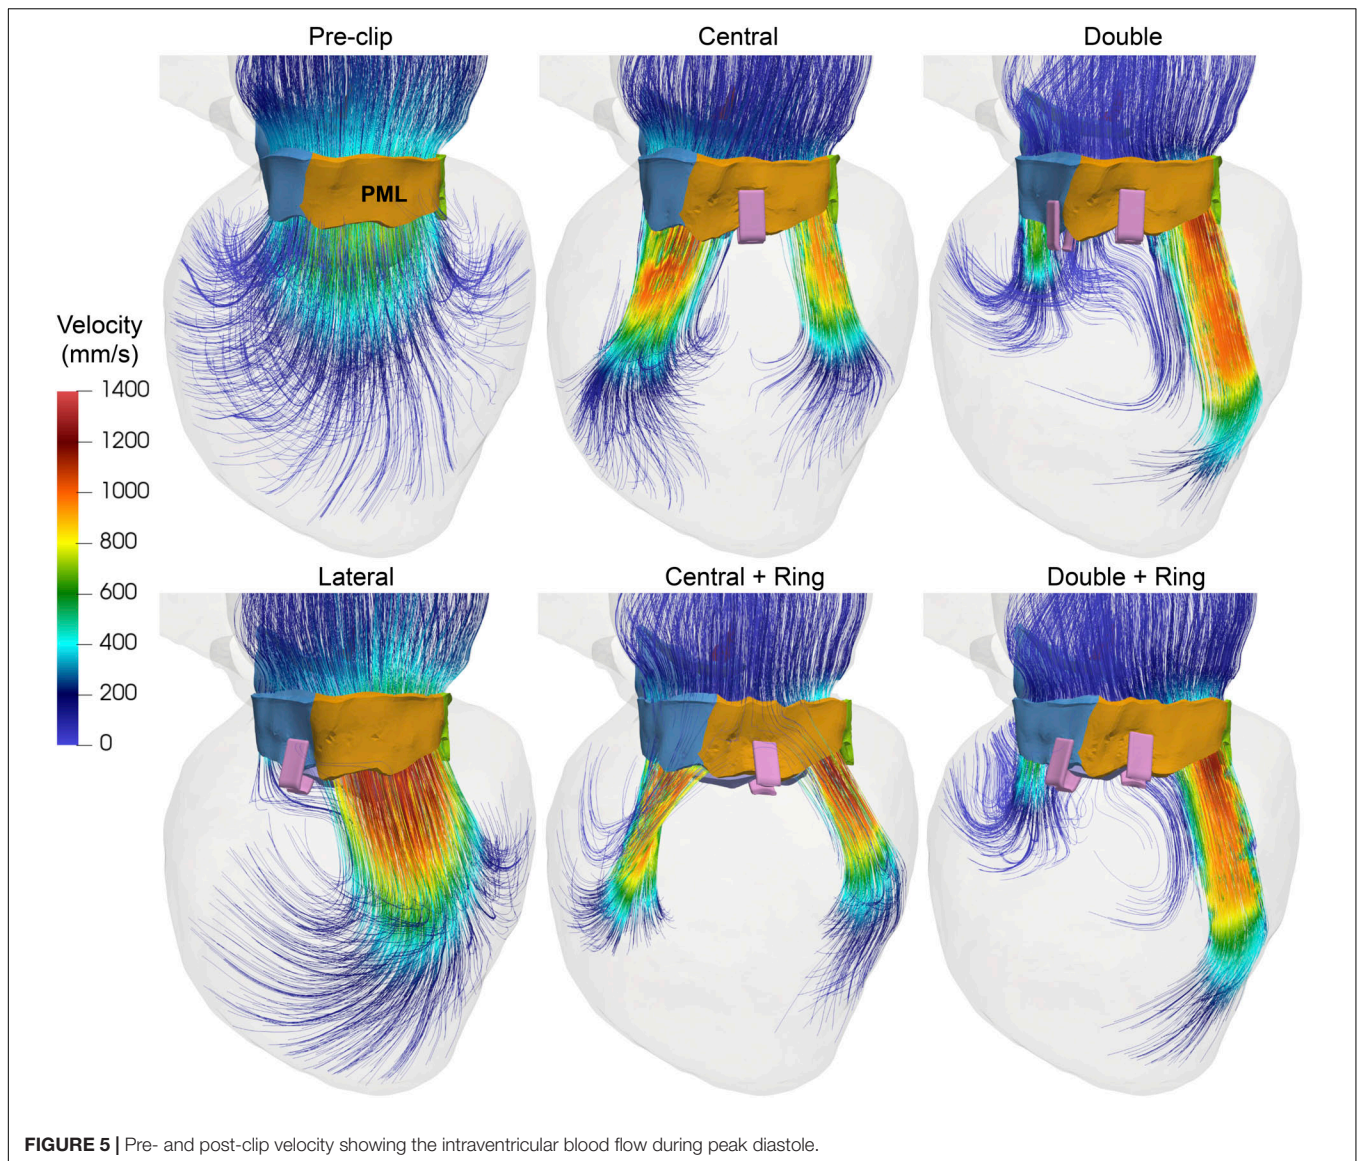 Pre-clip
Central
Double
PML
Velocity
(mm/s)
1400
1200
1000
800
600
400
200
0
Lateral
Central + Ring
Double + Ring
FIGURE 5 | Pre- and post-clip velocity showing the intraventricular blood flow during peak diastole.